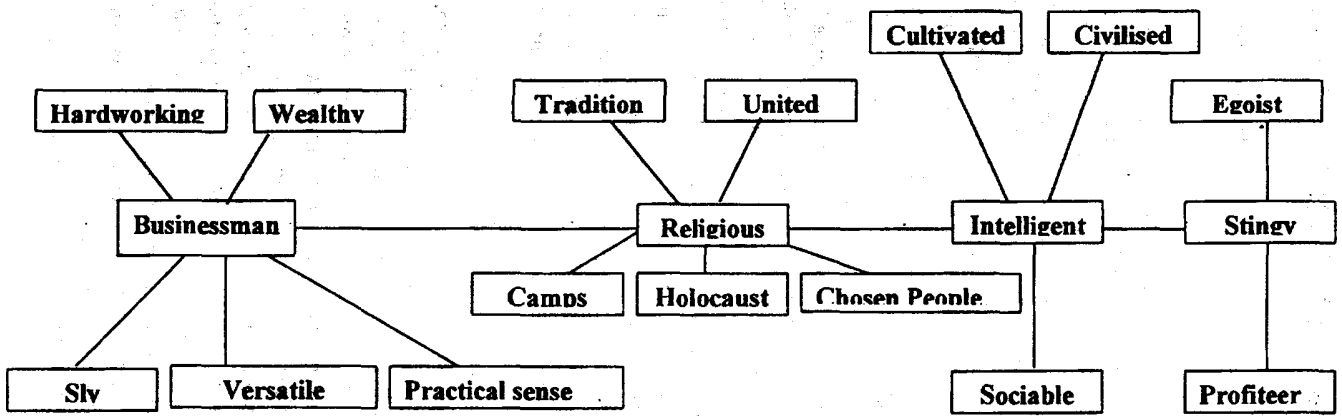 Cultivated
Civilised
Hardworking
Wealthy
Tradition
United
Egoist
Businessman
Religious
Intelligent
Stingy
Camps
Holocaust
Chosen People
Sly
Versatile
Practical sense
Sociable
Profiteer